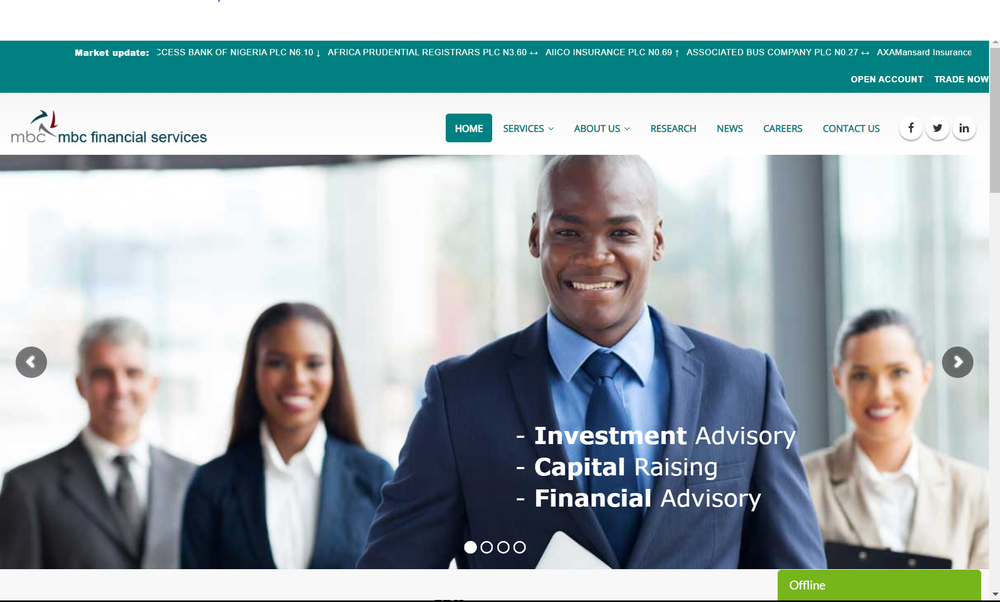 Market update: CCESS BANK OF NIGERIA PLC N6.10 ↓ AFRICA PRUDENTIAL REGISTRARS PLC N3.60 ↔ AIICO INSURANCE PLC N0.69 ↑ ASSOCIATED BUS COMPANY PLC N0.27 ↔ AXAMansard Insurance
OPEN ACCOUNT TRADE NOW
mbc mbc financial services
HOME SERVICES ABOUT US RESEARCH NEWS CAREERS CONTACT US f in
- Investment Advisory
- Capital Raising
- Financial Advisory
Offline